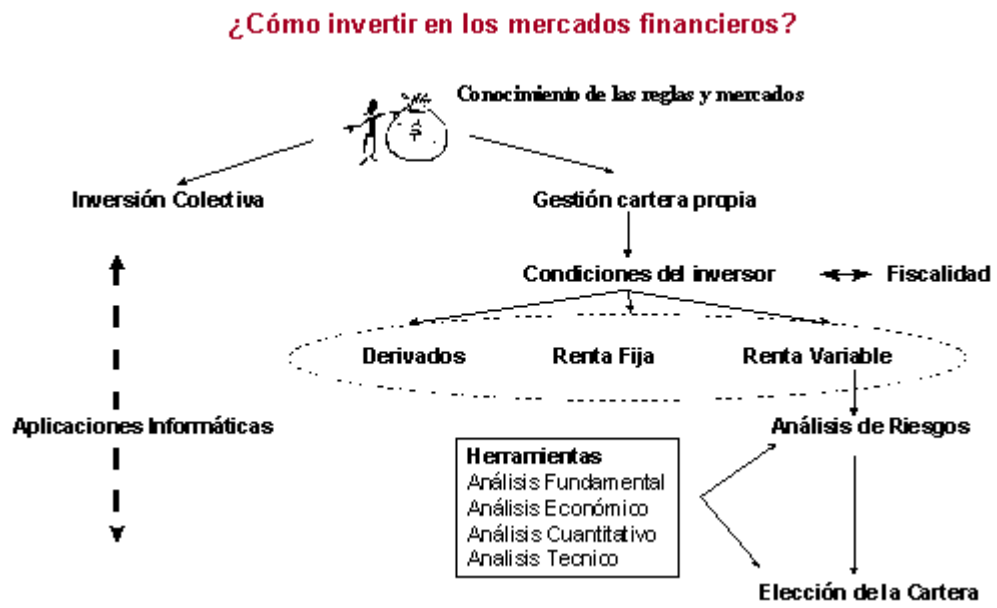 ¿Cómo invertir en los mercados financieros?
Conocimiento de las reglas y mercados
$
Inversión Colectiva
Gestión cartera propia
Condiciones del inversor
Fiscalidad
Derivados
Renta Fija
Renta Variable
Aplicaciones Informáticas
Análisis de Riesgos
Herramientas
Análisis Fundamental
Análisis Económico
Análisis Cuantitativo
Analisis Tecnico
Elección de la Cartera